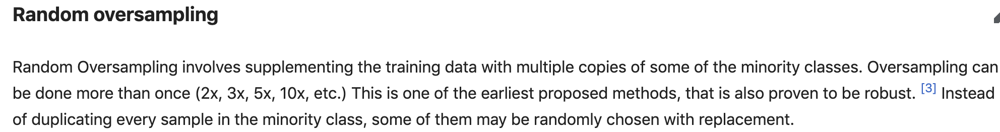 Random oversampling
Random Oversampling involves supplementing the training data with multiple copies of some of the minority classes. Oversampling can
be done more than once (2x, 3x, 5x, 10x, etc.) This is one of the earliest proposed methods, that is also proven to be robust. [3] Instead
of duplicating every sample in the minority class, some of them may be randomly chosen with replacement.